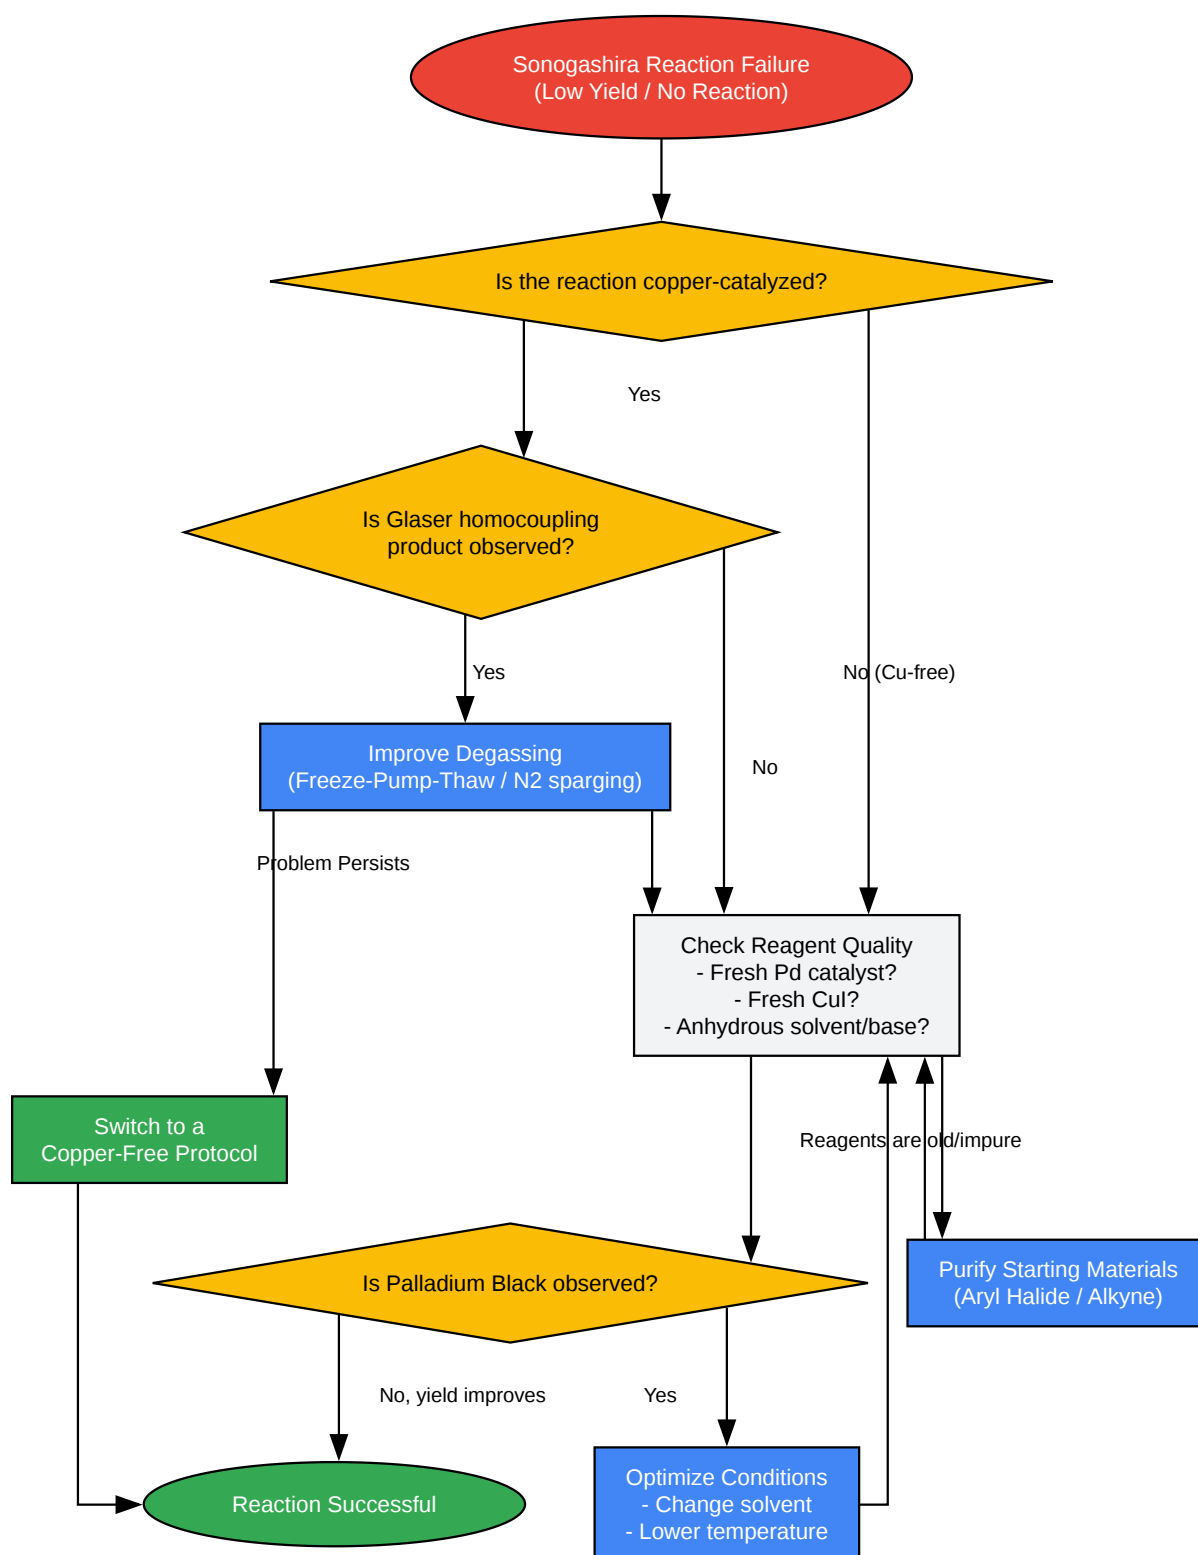 Sonogashira Reaction Failure
(Low Yield / No Reaction)
Is the reaction copper-catalyzed?
Yes
Is Glaser homocoupling
product observed?
Yes
No (Cu-free)
Improve Degassing
(Freeze-Pump-Thaw / N2 sparging)
No
Problem Persists
Check Reagent Quality
- Fresh Pd catalyst?
- Fresh CuI?
- Anhydrous solvent/base?
Switch to a
Copper-Free Protocol
Reagents are old/impure
Is Palladium Black observed?
Purify Starting Materials
(Aryl Halide / Alkyne)
No, yield improves
Yes
Reaction Successful
Optimize Conditions
- Change solvent
- Lower temperature